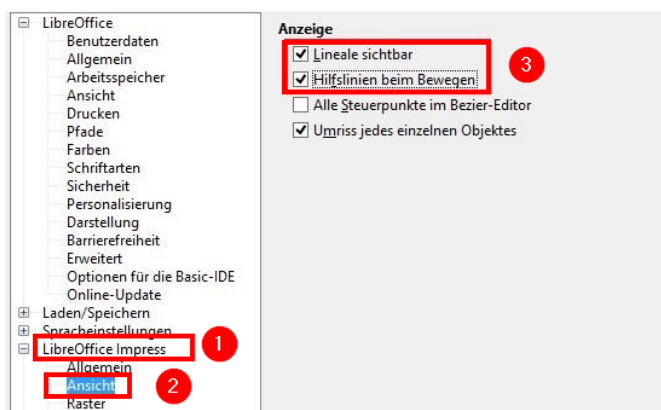 LibreOffice
Benutzerdaten
Allgemein
Arbeitsspeicher
Ansicht
Drucken
Pfade
Farben
Schriftarten
Sicherheit
Personalisierung
Darstellung
Barrierefreiheit
Erweitert
Optionen für die Basic-IDE
Online-Update
Laden/Speichern
Spracheinstellungen
LibreOffice Impress
1
Allgemein
Ansicht
2
Raster
Anzeige
Lineale sichtbar
Hilfslinien beim Bewegen
3
Alle Steuerpunkte im Bezier-Editor
Umriss jedes einzelnen Objektes